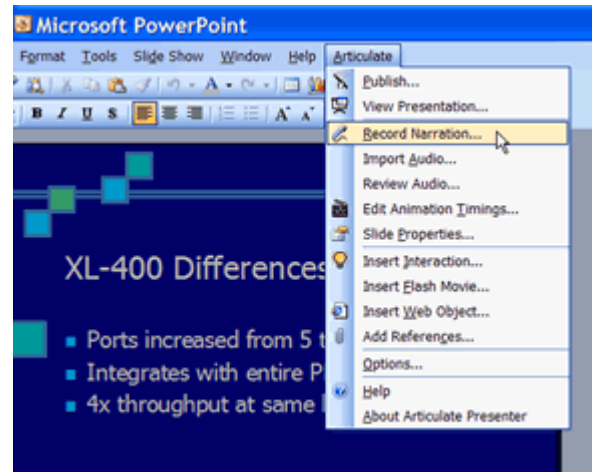 Microsoft PowerPoint
Format Tools Slide Show Window Help Articulate
B I U S A A
Publish...
View Presentation...
Record Narration...
Import Audio...
Review Audio...
Edit Animation Timings...
Slide Properties...
Insert Interaction...
Insert Flash Movie...
Insert Web Object...
Add References...
Options...
Help
About Articulate Presenter
XL-400 Differences
Ports increased from 5 t
Integrates with entire P
4x throughput at same